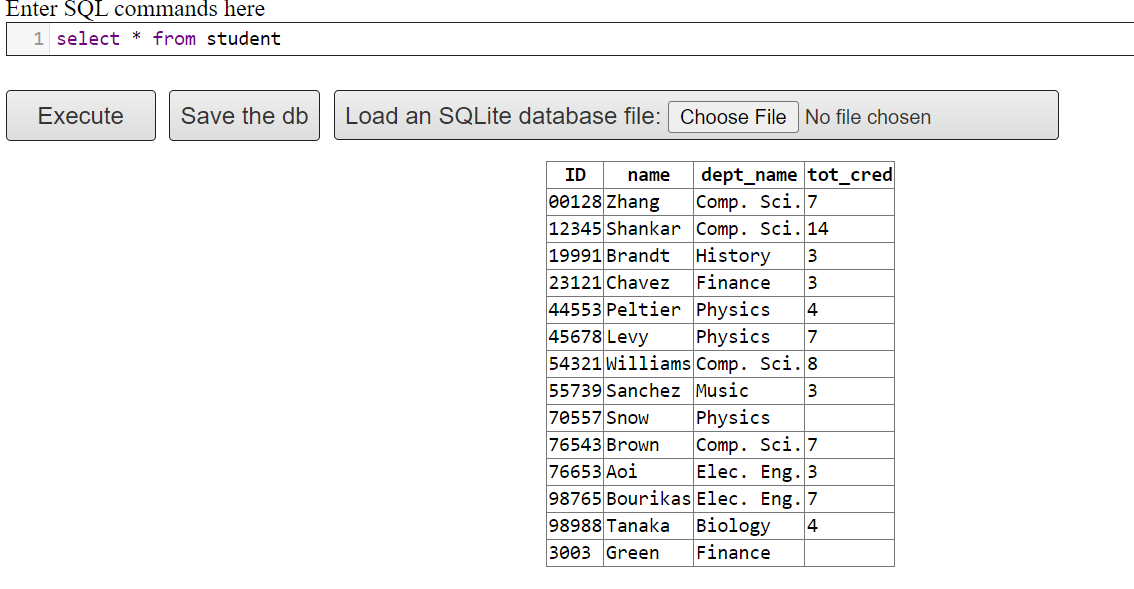 Enter SQL commands here
1 select * from student
Execute Save the db Load an SQLite database file: Choose File No file chosen
ID name dept_name tot_cred
00128 Zhang Comp. Sci. 7
12345 Shankar Comp. Sci. 14
19991 Brandt History 3
23121 Chavez Finance 3
44553 Peltier Physics 4
45678 Levy Physics 7
54321 Williams Comp. Sci. 8
55739 Sanchez Music 3
70557 Snow Physics
76543 Brown Comp. Sci. 7
76653 Aoi Elec. Eng. 3
98765 Bourikas Elec. Eng. 7
98988 Tanaka Biology 4
3003 Green Finance